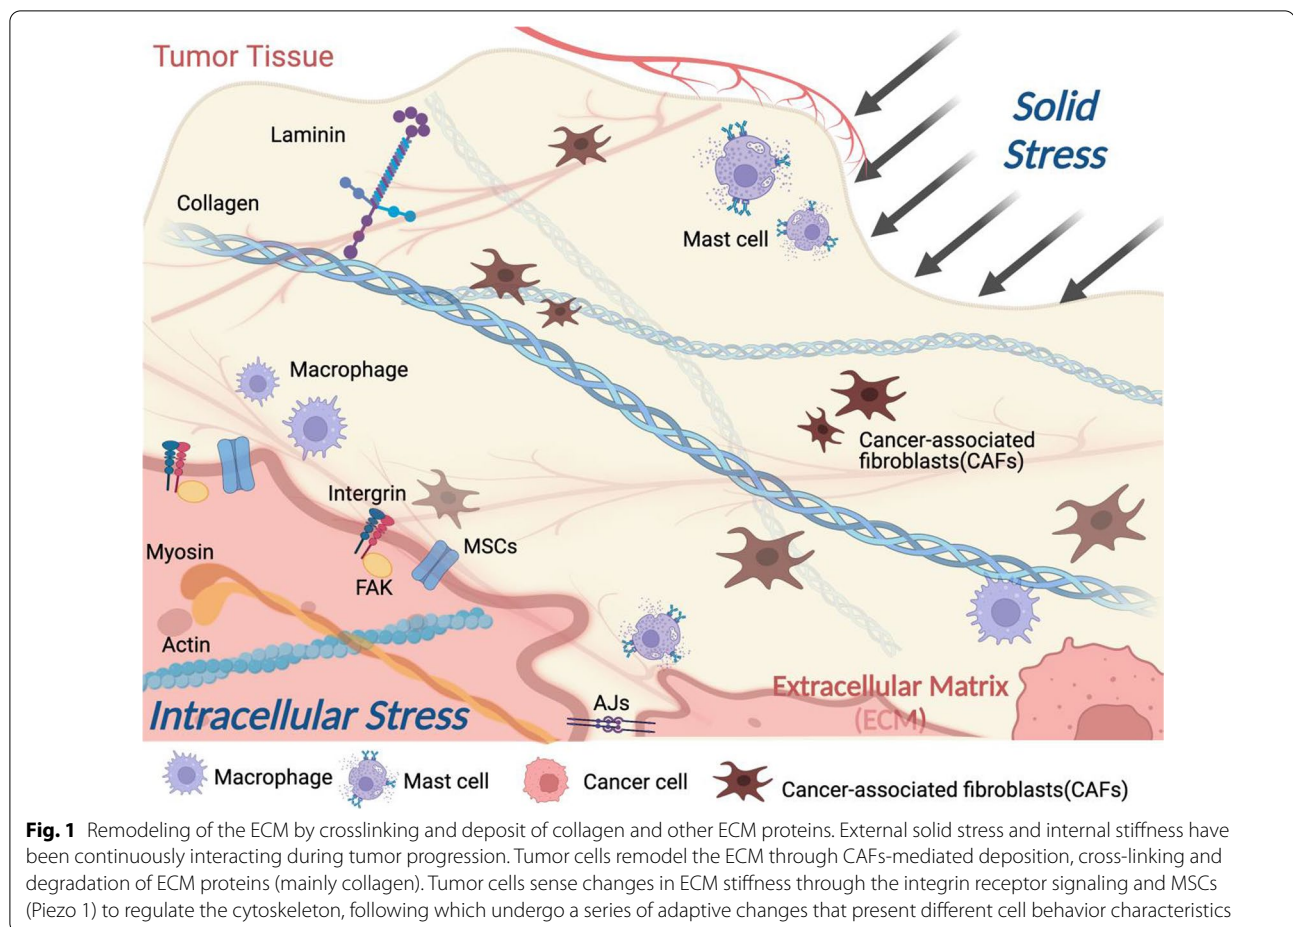 Tumor Tissue
Solid
Stress
Laminin
Collagen
Mast cell
Macrophage
Cancer-associated
fibroblasts(CAFs)
Intergrin
MSCs
Myosin
FAK
Actin
Extracellular Matrix
(ECM)
Intracellular Stress
AJs
Macrophage
Mast cell
Cancer cell
Cancer-associated fibroblasts(CAFs)
Fig. 1 Remodeling of the ECM by crosslinking and deposit of collagen and other ECM proteins. External solid stress and internal stiffness have
been continuously interacting during tumor progression. Tumor cells remodel the ECM through CAFs-mediated deposition, cross-linking and
degradation of ECM proteins (mainly collagen). Tumor cells sense changes in ECM stiffness through the integrin receptor signaling and MSCs
(Piezo 1) to regulate the cytoskeleton, following which undergo a series of adaptive changes that present different cell behavior characteristics